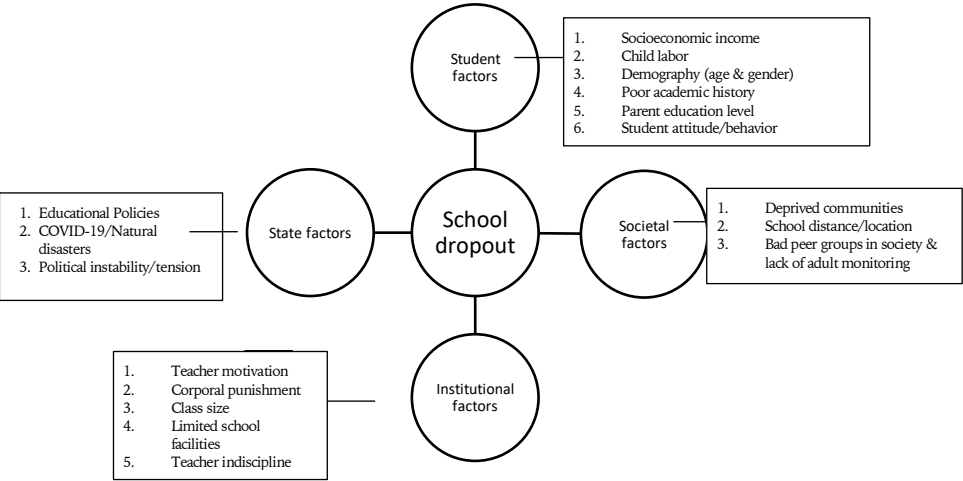 Student
factors
1. Socioeconomic income
2. Child labor
3. Demography (age & gender)
4. Poor academic history
5. Parent education level
6. Student attitude/behavior
1. Educational Policies
2. COVID-19/Natural
disasters
3. Political instability/tension
State factors
School
dropout
Societal
factors
1. Deprived communities
2. School distance/location
3. Bad peer groups in society &
lack of adult monitoring
1. Teacher motivation
2. Corporal punishment
3. Class size
4. Limited school
facilities
5. Teacher indiscipline
Institutional
factors